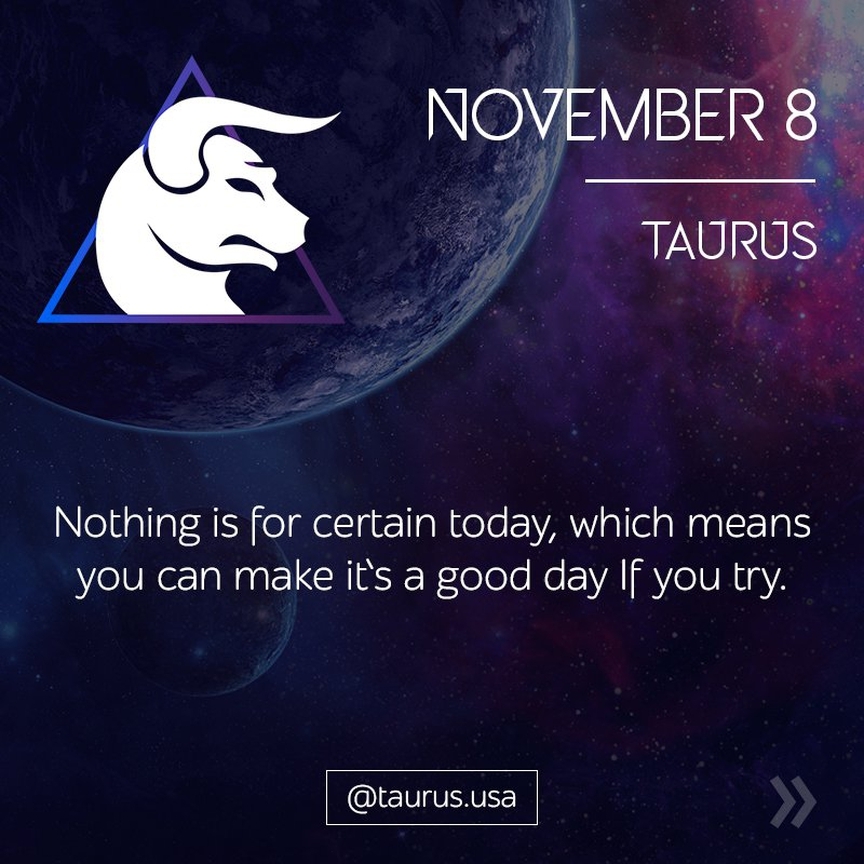 NOVEMBER 8
TAURUS
Nothing is for certain today, which means
you can make it`s a good day If you try.
@taurus.usa